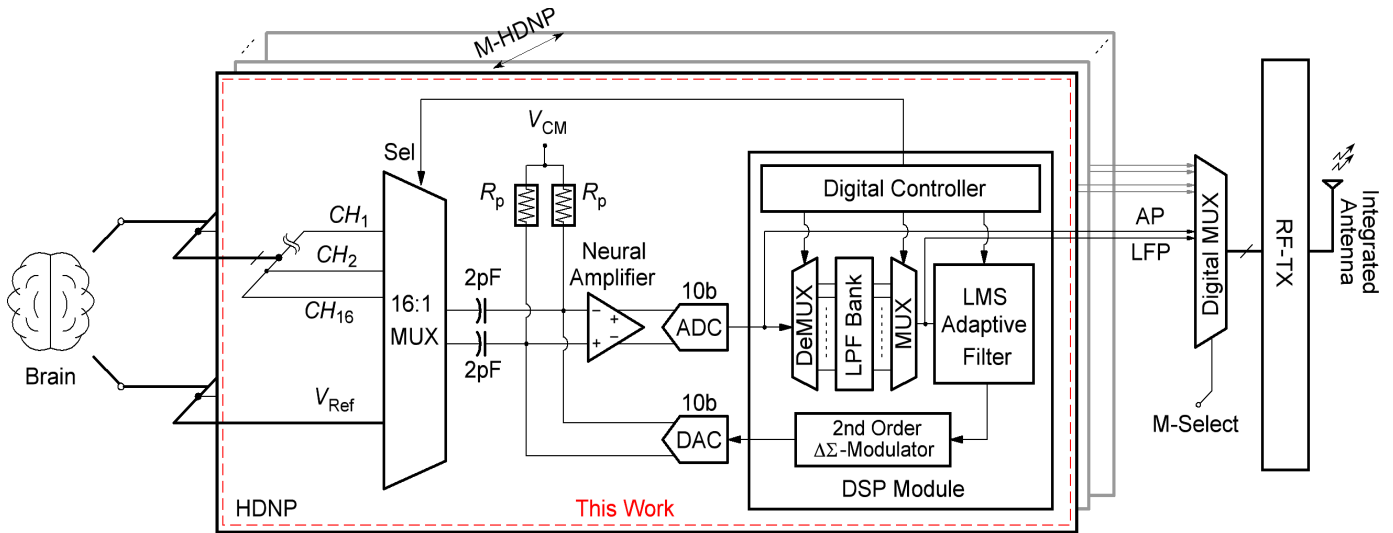 M-HDNP
V_CM
Sel
R_p
R_p
Digital Controller
CH_1
CH_2
CH_16
AP
LFP
Neural
Amplifier
2pF
2pF
16:1
MUX
10b
ADC
DeMUX
LPF Bank
MUX
LMS
Adaptive
Filter
Digital MUX
RF-TX
Integrated
Antenna
Brain
V_Ref
10b
DAC
2nd Order
ΔΣ-Modulator
M-Select
DSP Module
HDNP
This Work